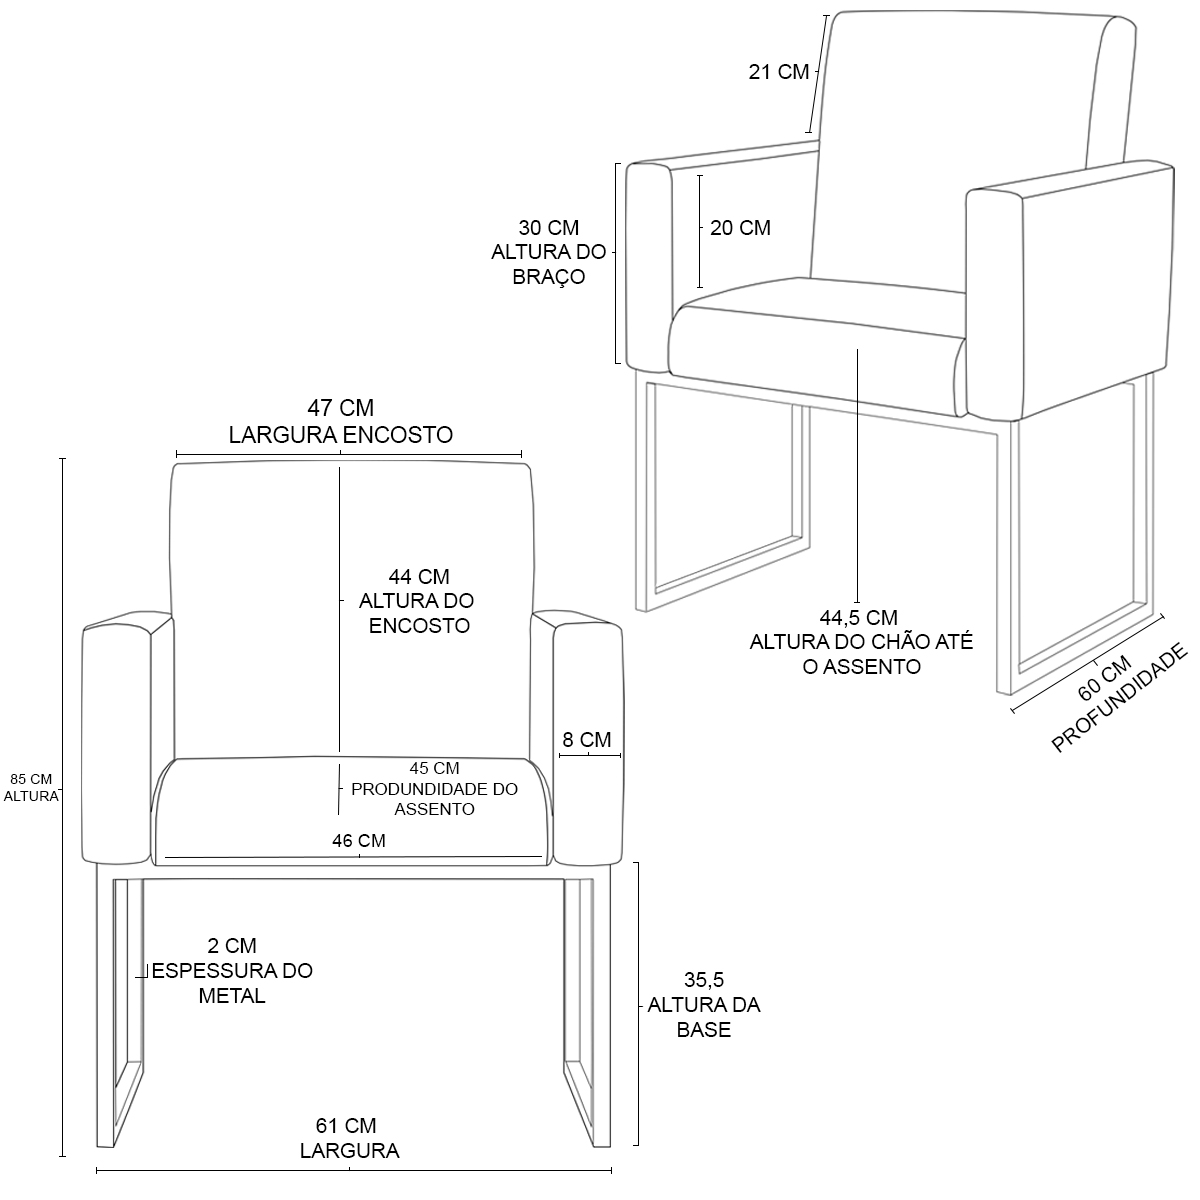 21 CM
30 CM
ALTURA DO
BRAÇO
20 CM
44,5 CM
ALTURA DO CHÃO ATÉ
O ASSENTO
60 CM
PROFUNDIDADE
47 CM
LARGURA ENCOSTO
44 CM
ALTURA DO
ENCOSTO
8 CM
85 CM
ALTURA
45 CM
PRODUNDIDADE DO
ASSENTO
46 CM
2 CM
ESPESSURA DO
METAL
35,5
ALTURA DA
BASE
61 CM
LARGURA